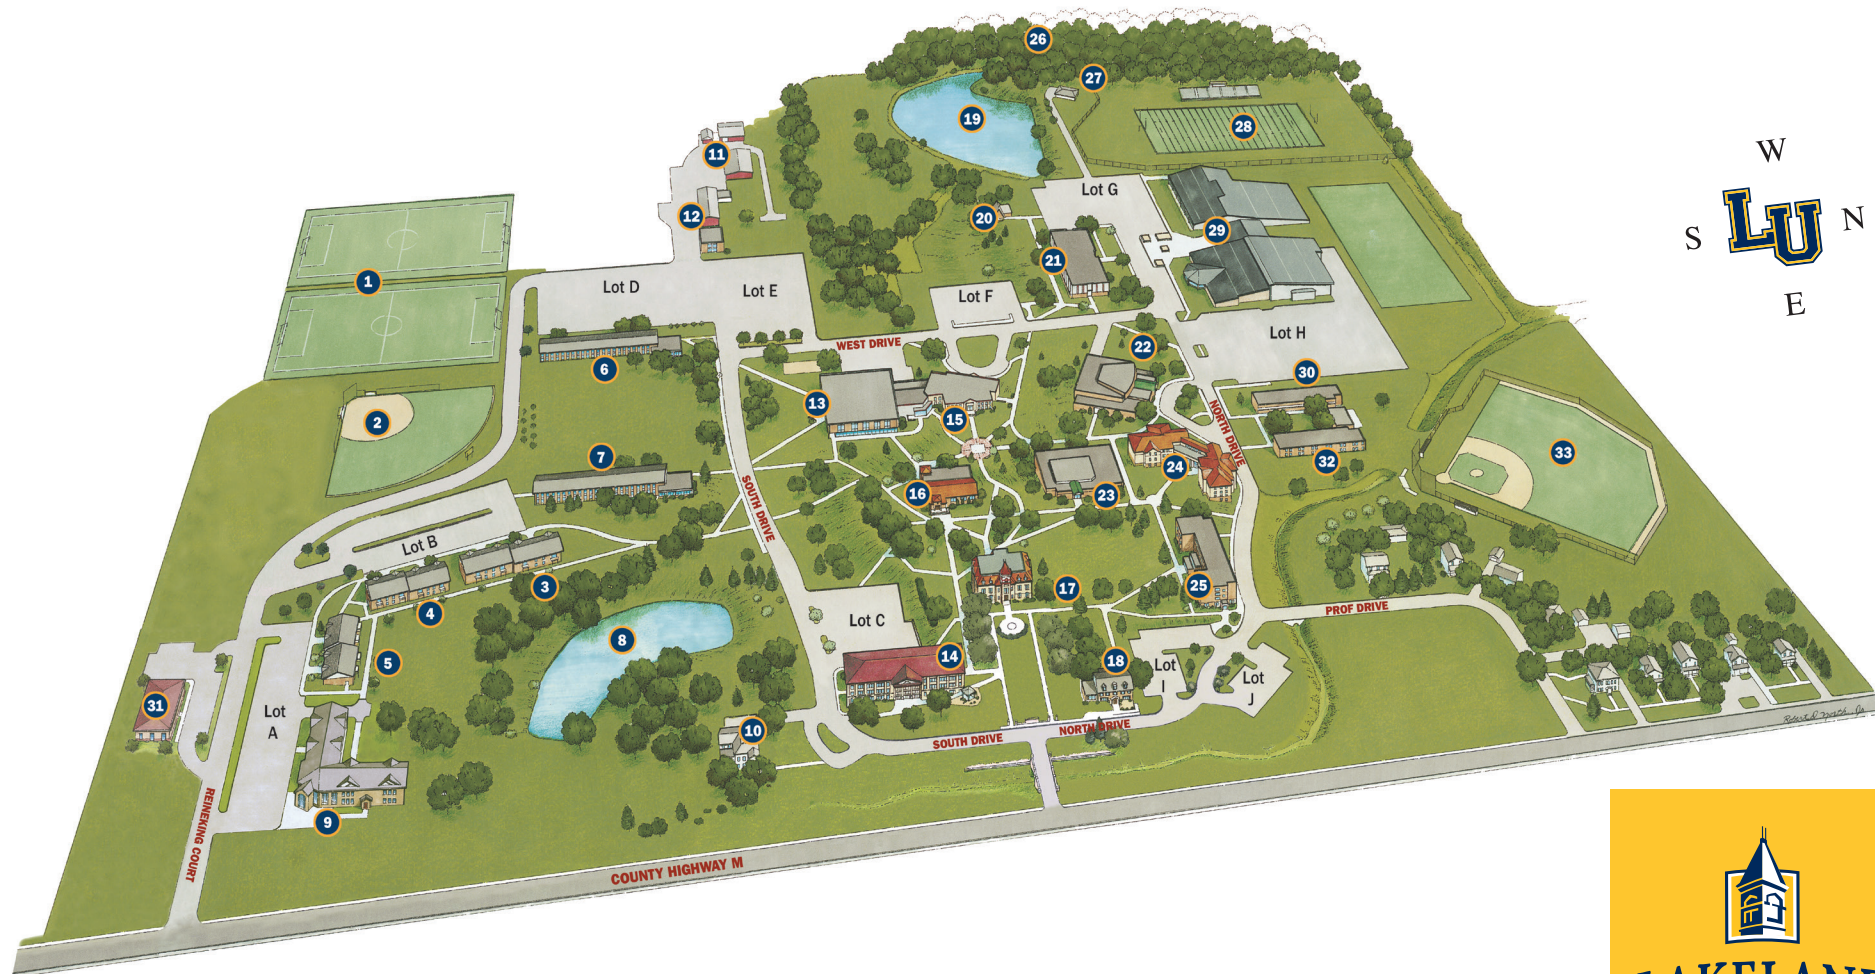 26
27
19
28
W
11
Lot G
20
12
LU
S
N
29
21
1
Lot D
Lot E
Lot F
E
Lot H
WEST DRIVE
22
6
30
13
2
15
NORTH DRIVE
7
33
24
32
16
23
SOUTH DRIVE
Lot B
3
25
17
4
PROF DRIVE
Lot C
8
14
18
5
Lot
I
Lot
J
31
Lot
A
10
NORTH DRIVE
SOUTH DRIVE
9
REINEKING COURT
COUNTY HIGHWAY M
LAKELAND